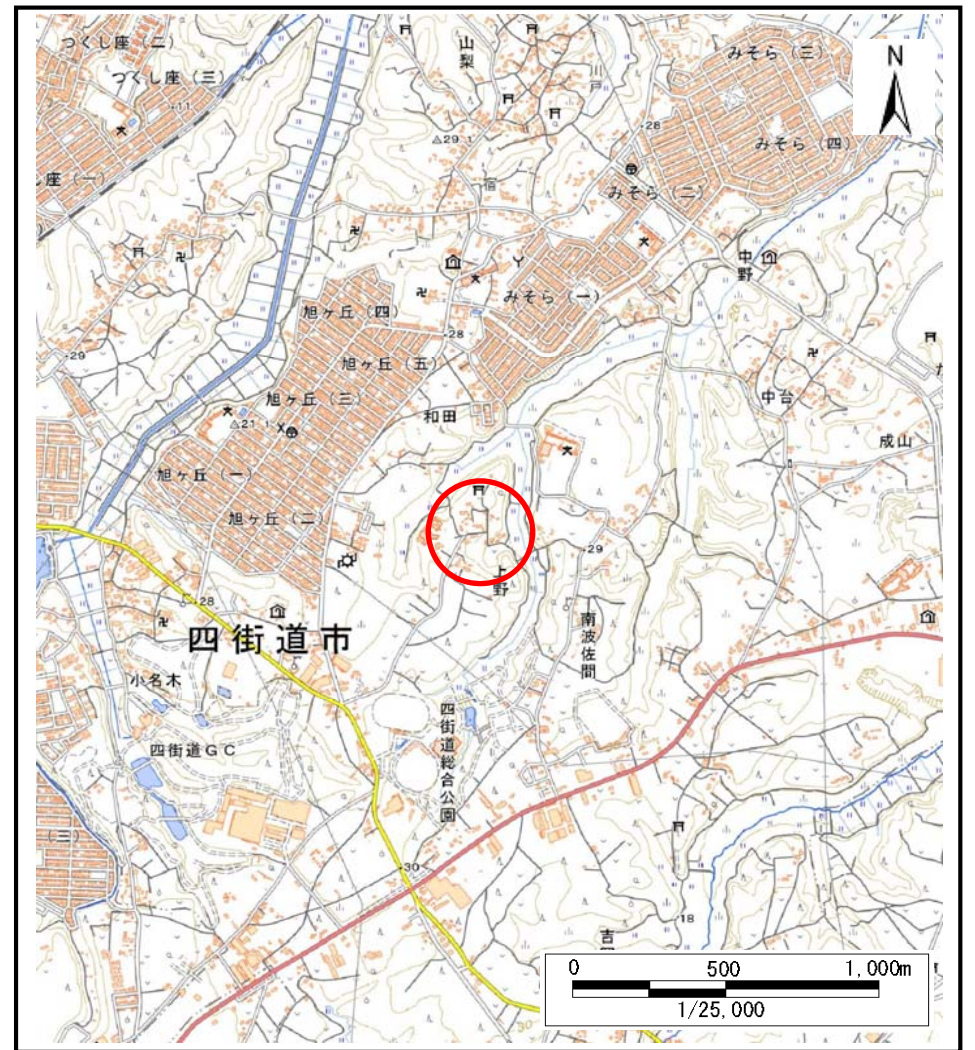 つくし座（二）
つくし座（三）
11
山梨
川戸
みそら（三）
N
28
29.1
みそら（四）
宿
みそら（二）
中野
みそら（一）
旭ヶ丘（四）
28
29
旭ヶ丘（五）
旭ヶ丘（三）
和田
中台
成山
旭ヶ丘（一）
旭ヶ丘（二）
上野
29
28
四街道市
南波佐間
小名木
四街道GC
四街道総合公園
（三）
30
18
0 500 1,000m
1/25,000
30